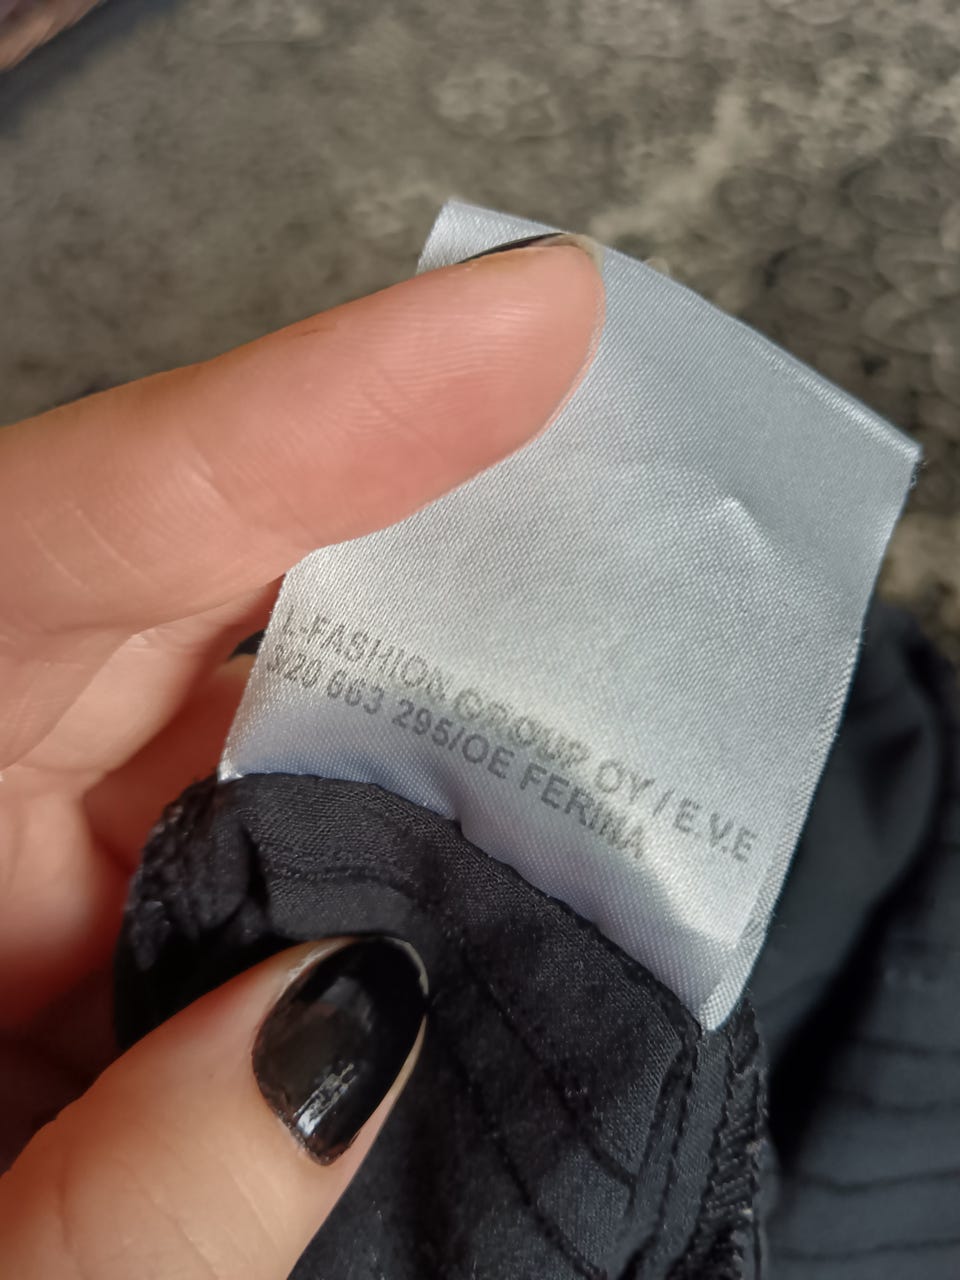 L-FASHION GROUP OY / E.V.E
3/20 663 295/OE FERINA